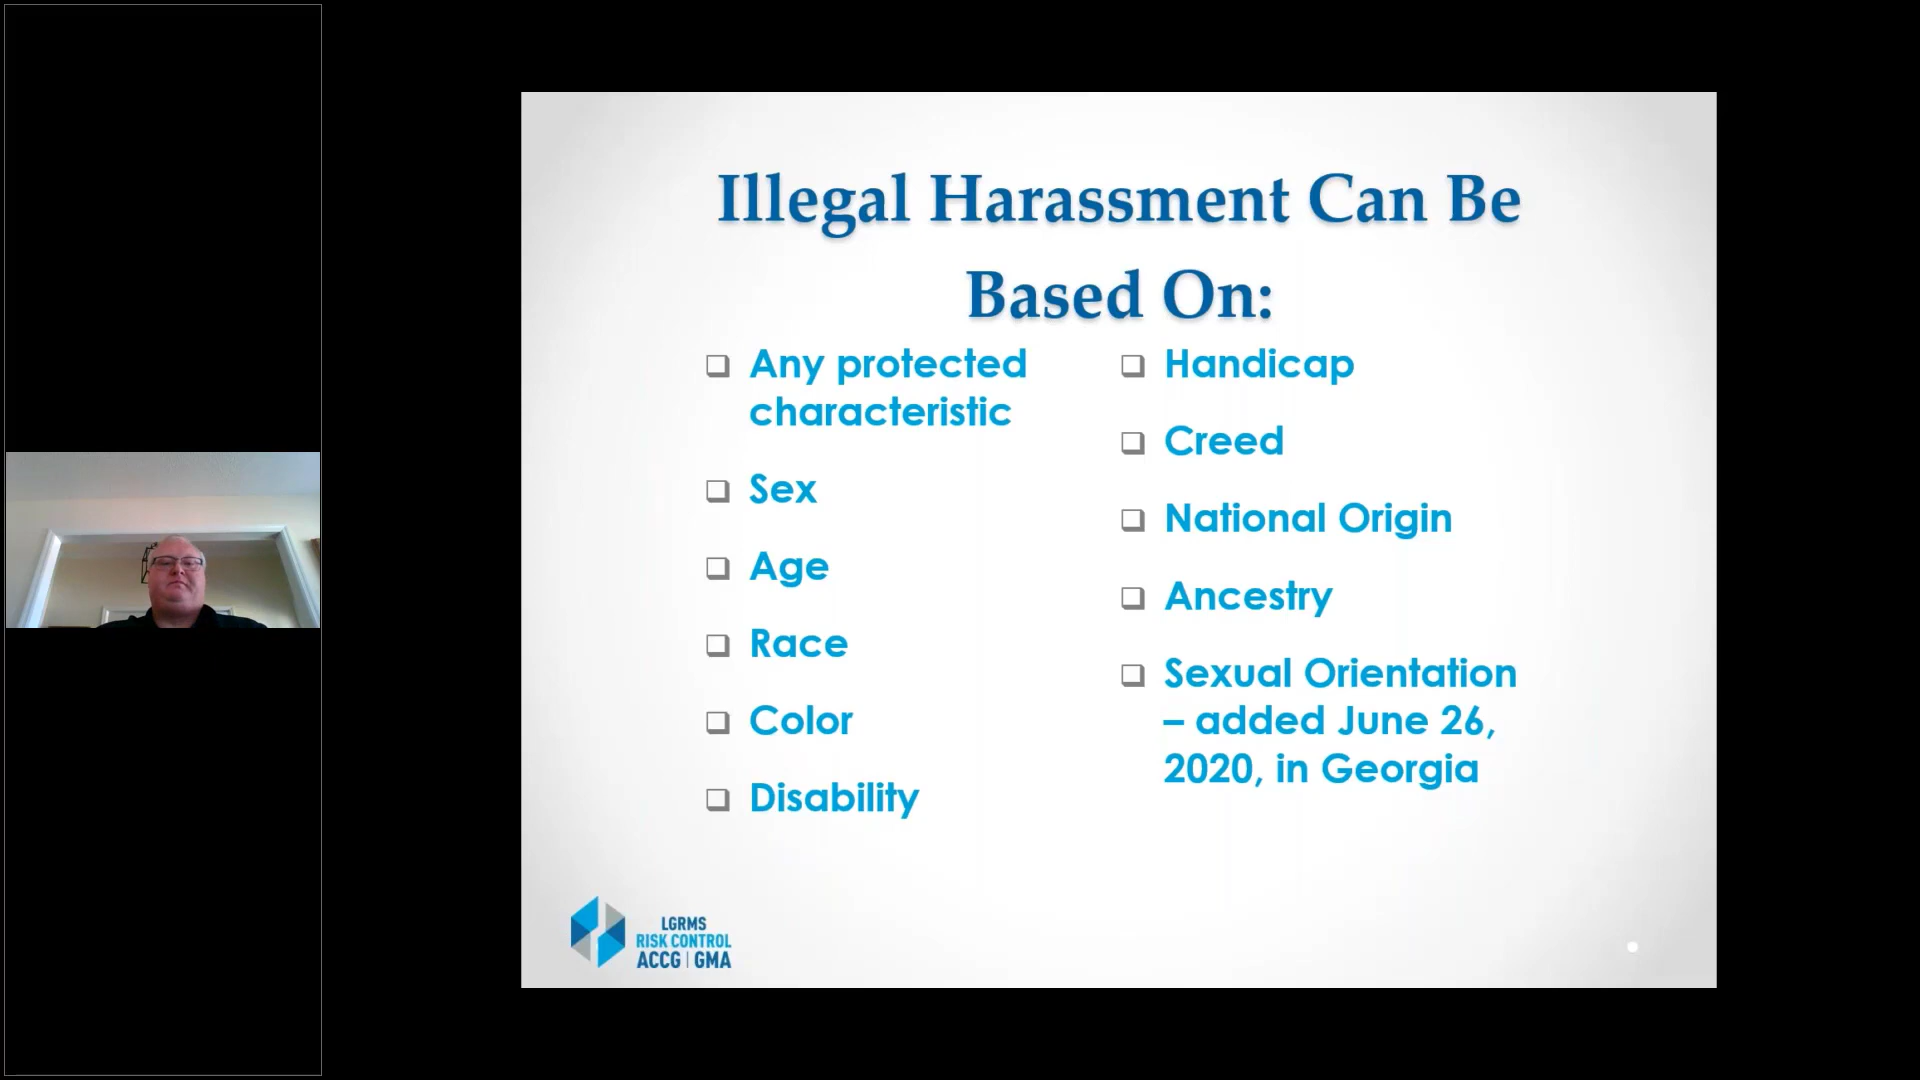 Illegal Harassment Can Be
Based On:
Any protected
characteristic
Sex
Age
Race
Color
Disability
Handicap
Creed
National Origin
Ancestry
Sexual Orientation
– added June 26,
2020, in Georgia
LGRMS
RISK CONTROL
ACCG | GMA